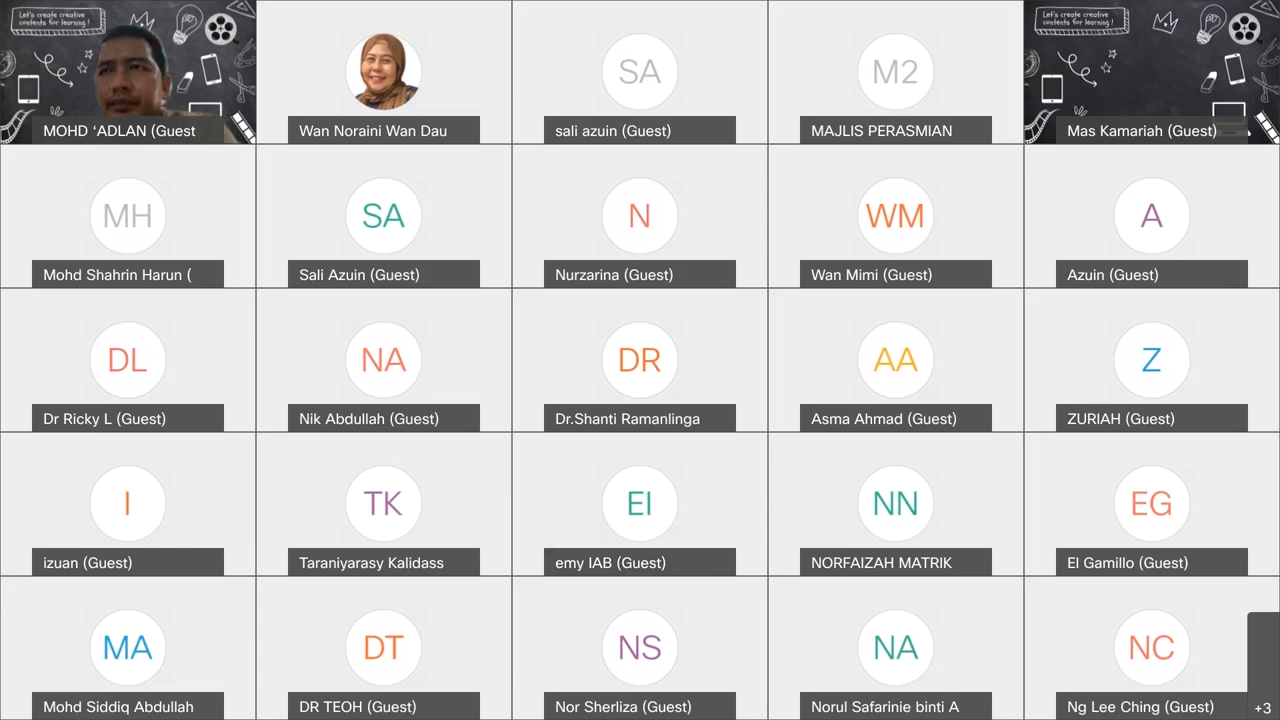 Let's create creative
contents for learning !
MOHD ‘ADLAN (Guest
Wan Noraini Wan Dau
SA
sali azuin (Guest)
M2
MAJLIS PERASMIAN
Let's create creative
contents for learning !
Mas Kamariah (Guest)
MH
Mohd Shahrin Harun (
SA
Sali Azuin (Guest)
N
Nurzarina (Guest)
WM
Wan Mimi (Guest)
A
Azuin (Guest)
DL
Dr Ricky L (Guest)
NA
Nik Abdullah (Guest)
DR
Dr.Shanti Ramanlinga
AA
Asma Ahmad (Guest)
Z
ZURIAH (Guest)
I
izuan (Guest)
TK
Taraniyarasy Kalidass
EI
emy IAB (Guest)
NN
NORFAIZAH MATRIK
EG
El Gamillo (Guest)
MA
Mohd Siddiq Abdullah
DT
DR TEOH (Guest)
NS
Nor Sherliza (Guest)
NA
Norul Safarinie binti A
NC
Ng Lee Ching (Guest)
+3